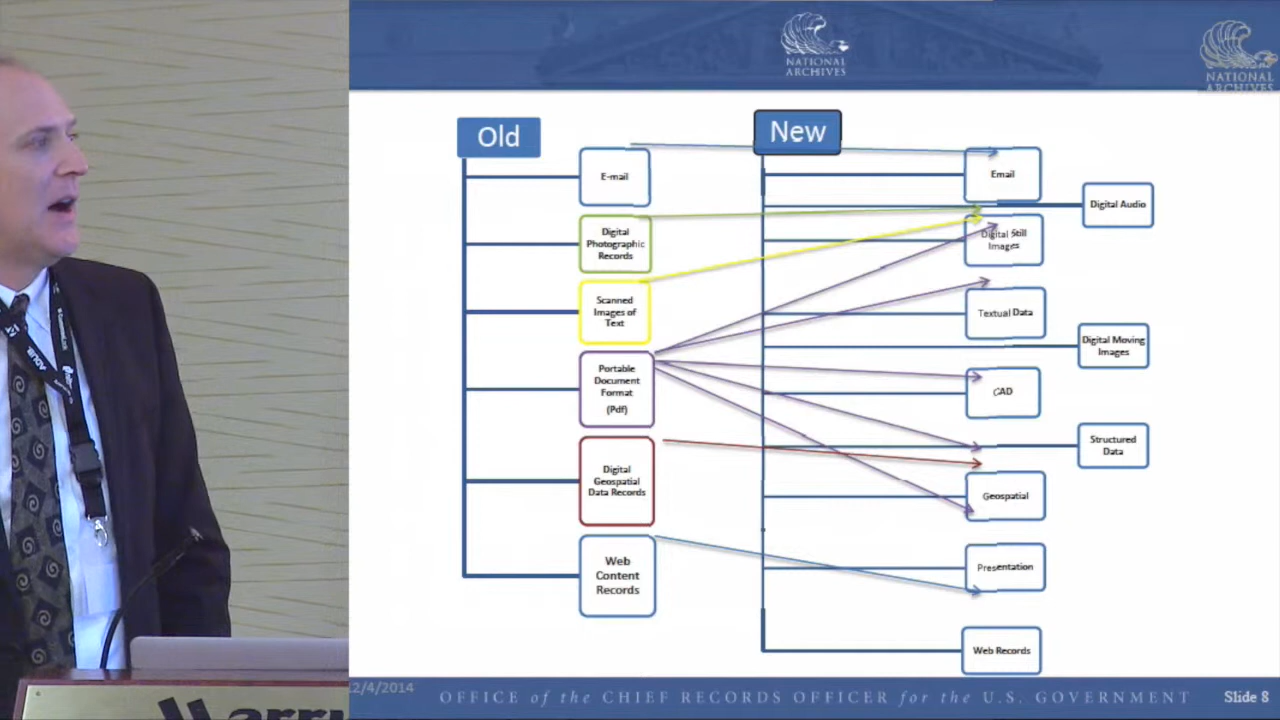 NATIONAL
ARCHIVES
NATIONAL
ARCHIVES
Old
New
E-mail
Email
Digital Audio
Digital
Photographic
Records
Digital Still
Images
Scanned
Images of
Text
Textual Data
Digital Moving
Images
Portable
Document
Format
(Pdf)
CAD
Structured
Data
Digital
Geospatial
Data Records
Geospatial
Web
Content
Records
Presentation
Web Records
12/4/2014
OFFICE of the CHIEF RECORDS OFFICER for the U.S. GOVERNMENT
Slide 8